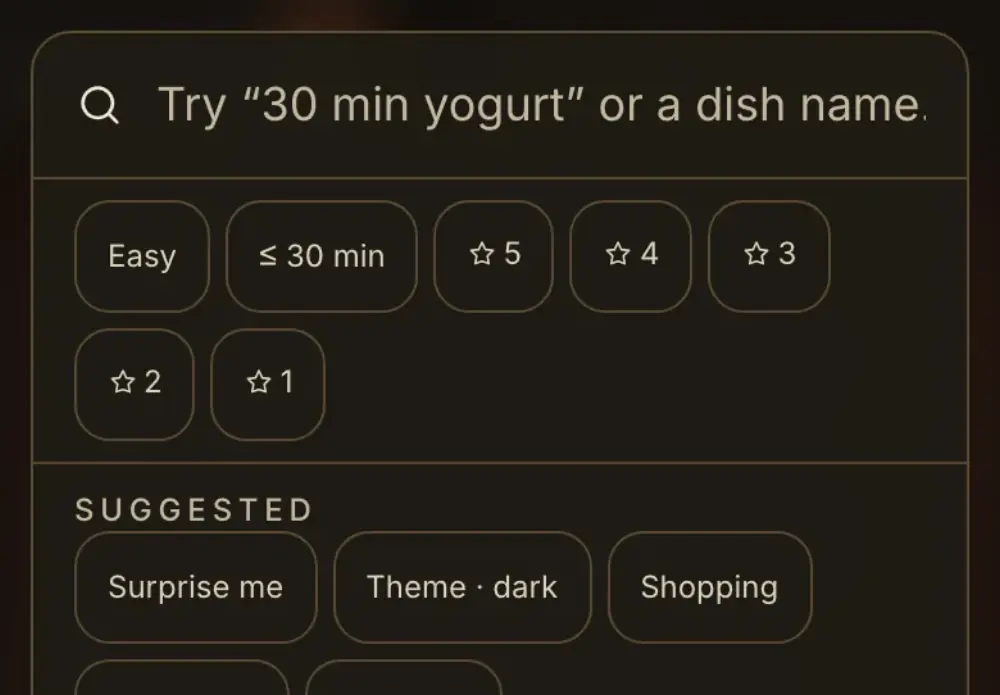 Try “30 min yogurt” or a dish name.
Easy ≤ 30 min ☆ 5 ☆ 4 ☆ 3
☆ 2 ☆ 1
SUGGESTED
Surprise me Theme · dark Shopping